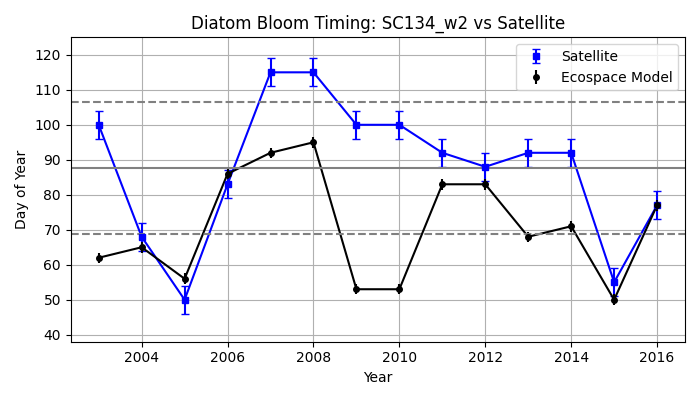 Diatom Bloom Timing: SC134_w2 vs Satellite
Satellite
Ecospace Model
Day of Year
120
110
100
90
80
70
60
50
40
2004 2006 2008 2010 2012 2014 2016
Year